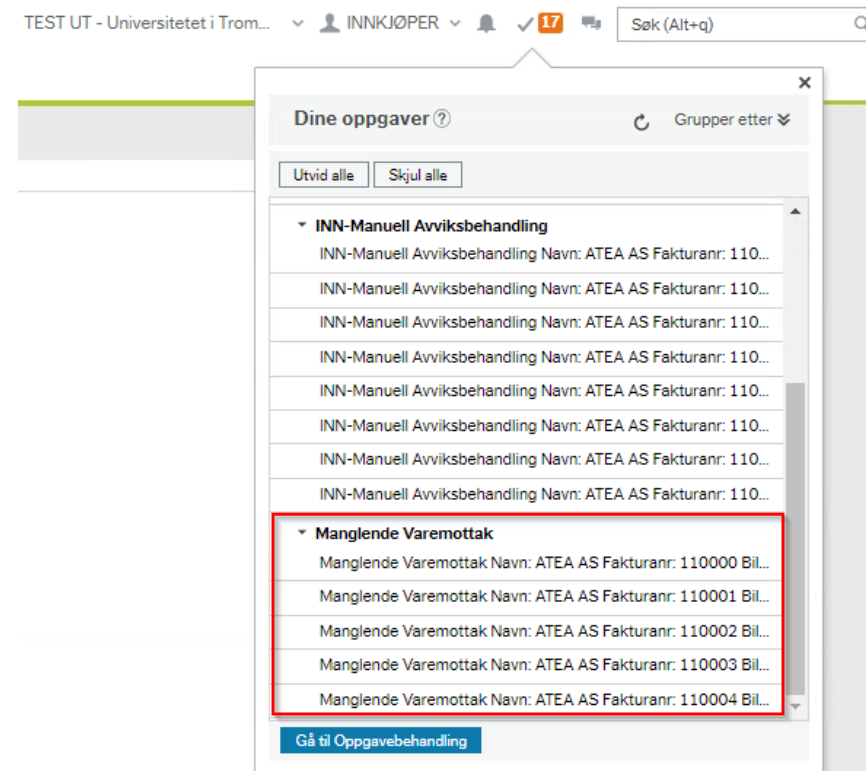 TEST UT - Universitetet i Trom... INNKJØPER 17 Søk (Alt+q)
Dine oppgaver ? Grupper etter
Utvid alle Skjul alle
INN-Manuell Avviksbehandling
INN-Manuell Avviksbehandling Navn: ATEA AS Fakturanr: 110...
INN-Manuell Avviksbehandling Navn: ATEA AS Fakturanr: 110...
INN-Manuell Avviksbehandling Navn: ATEA AS Fakturanr: 110...
INN-Manuell Avviksbehandling Navn: ATEA AS Fakturanr: 110...
INN-Manuell Avviksbehandling Navn: ATEA AS Fakturanr: 110...
INN-Manuell Avviksbehandling Navn: ATEA AS Fakturanr: 110...
INN-Manuell Avviksbehandling Navn: ATEA AS Fakturanr: 110...
INN-Manuell Avviksbehandling Navn: ATEA AS Fakturanr: 110...
Manglende Varemottak
Manglende Varemottak Navn: ATEA AS Fakturanr: 110000 Bil...
Manglende Varemottak Navn: ATEA AS Fakturanr: 110001 Bil...
Manglende Varemottak Navn: ATEA AS Fakturanr: 110002 Bil...
Manglende Varemottak Navn: ATEA AS Fakturanr: 110003 Bil...
Manglende Varemottak Navn: ATEA AS Fakturanr: 110004 Bil...
Gå til Oppgavebehandling